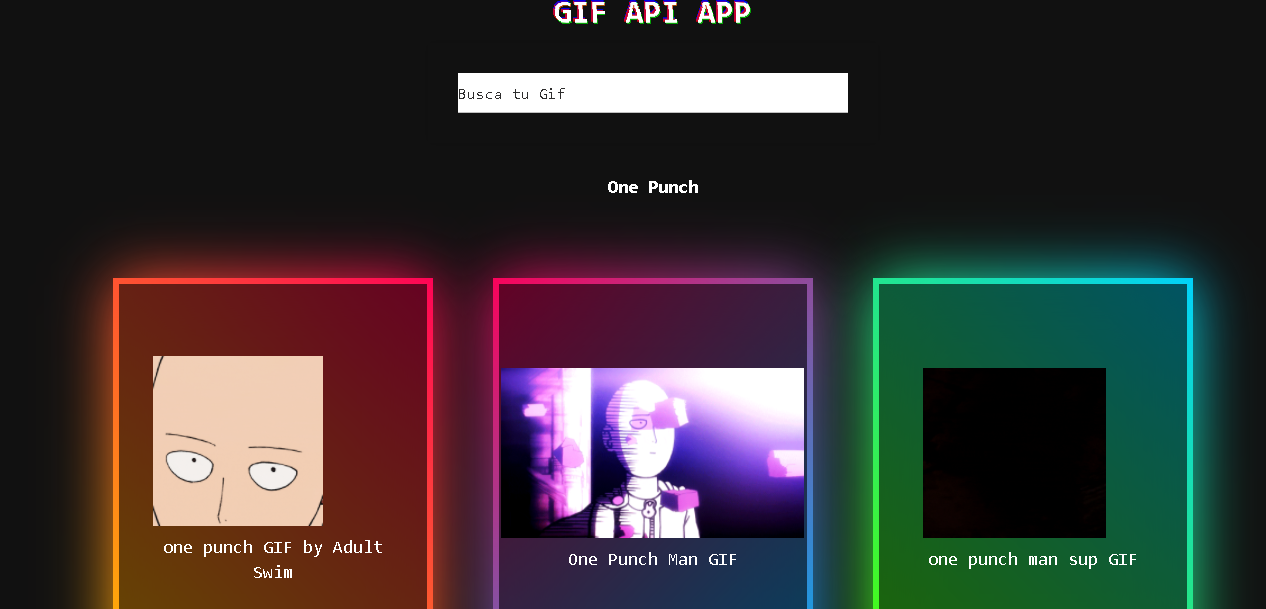 GIF API APP
Busca tu Gif
One Punch
one punch GIF by Adult
Swim
One Punch Man GIF
one punch man sup GIF